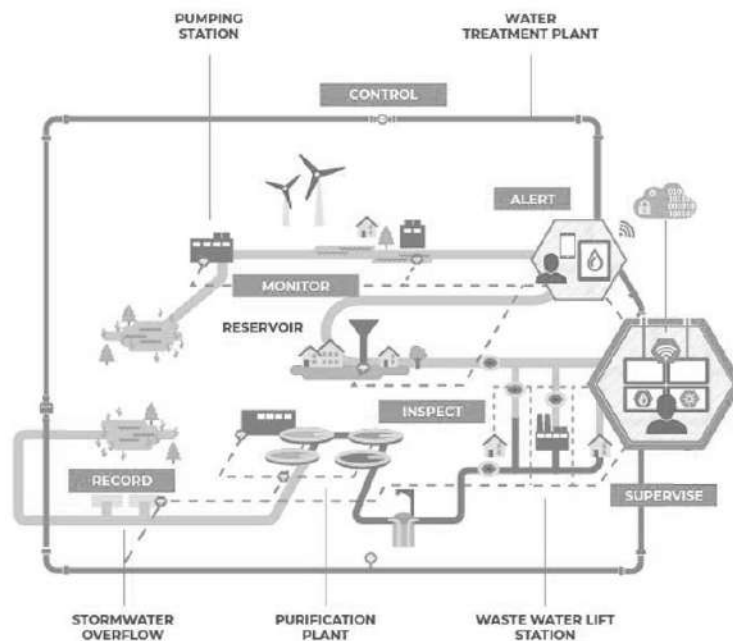 PUMPING
STATION
WATER
TREATMENT PLANT
CONTROL
ALERT
MONITOR
RESERVOIR
INSPECT
RECORD
SUPERVISE
STORMWATER
OVERFLOW
PURIFICATION
PLANT
WASTE WATER LIFT
STATION